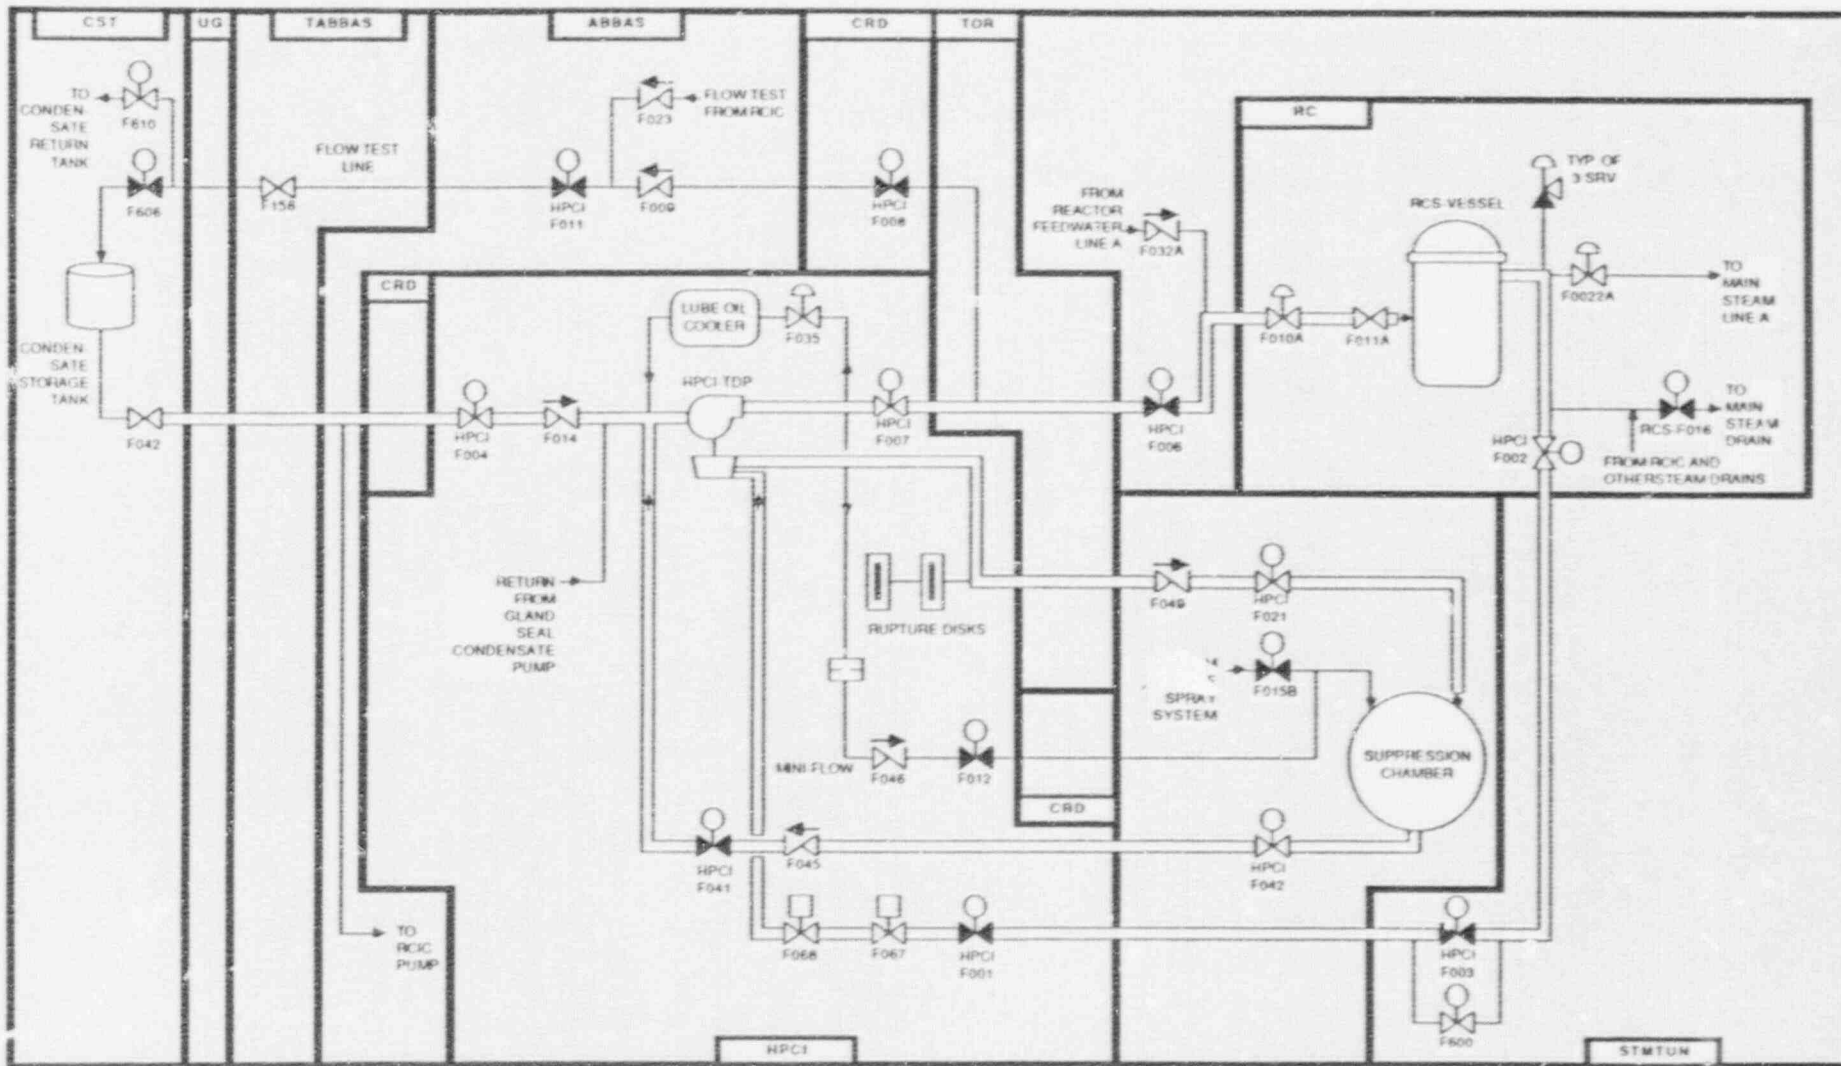 CST
UG
TABBAS
ABBAS
CRD
TOR
TO
CONDEN-
SATE
RETURN
TANK
F610
F606
FLOW TEST
LINE
F158
FLOW TEST
FROM RCIC
F023
HPCI
F011
F009
HPCI
F008
FROM
REACTOR
FEEDWATER
LINE A
F032A
RC
TYP. OF
3 SRV
RCS-VESSEL
F0022A
TO
MAIN
STEAM
LINE A
F010A
F011A
CRD
LUBE OIL
COOLER
F035
CONDEN-
SATE
STORAGE
TANK
F042
HPCI
F004
F014
HPCI-TDP
HPCI
F007
HPCI
F006
HPCI
F002
RCS-F016
TO
MAIN
STEAM
DRAIN
FROM RCIC AND
OTHERSTEAM DRAINS
RETURN
FROM
GLAND
SEAL
CONDENSATE
PUMP
RUPTURE DISKS
F049
HPCI
F021
F015B
SPRAY
SYSTEM
MINI-FLOW
F046
F012
SUPPRESSION
CHAMBER
CRD
HPCI
F041
F045
HPCI
F042
TO
RCIC
PUMP
F068
F067
HPCI
F001
HPCI
F003
F600
HPCI
STMTUN